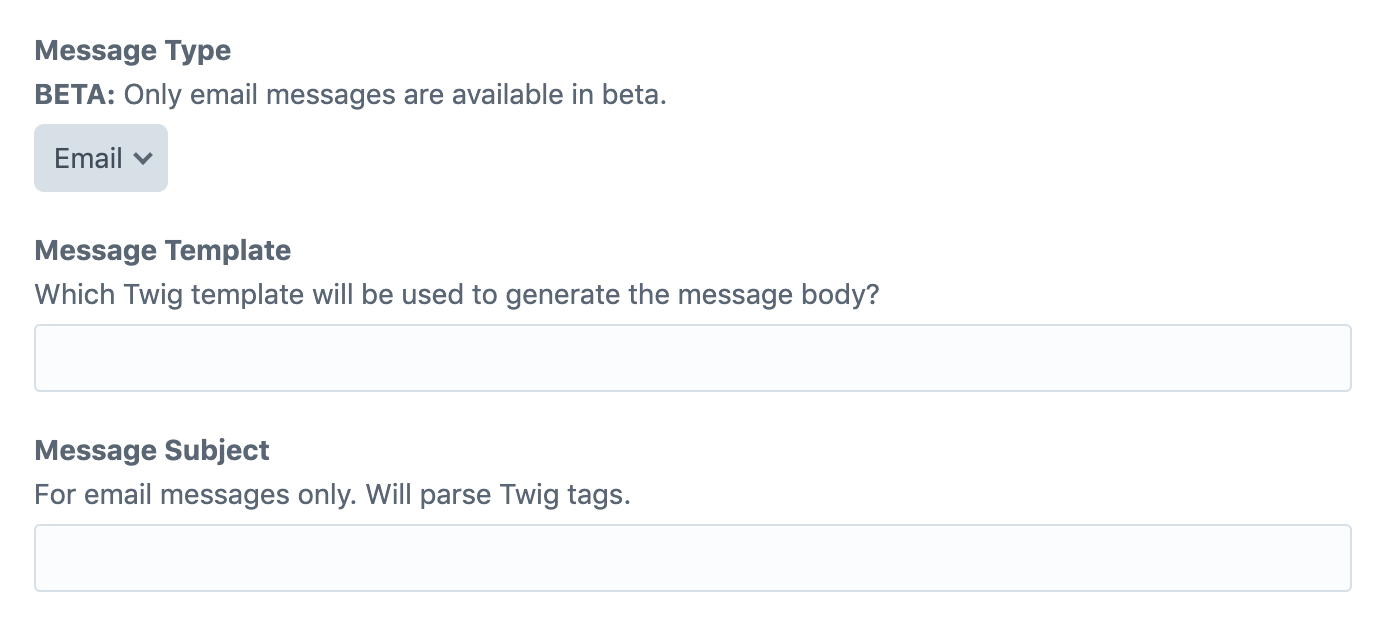 Message Type
BETA: Only email messages are available in beta.
Email
Message Template
Which Twig template will be used to generate the message body?
Message Subject
For email messages only. Will parse Twig tags.